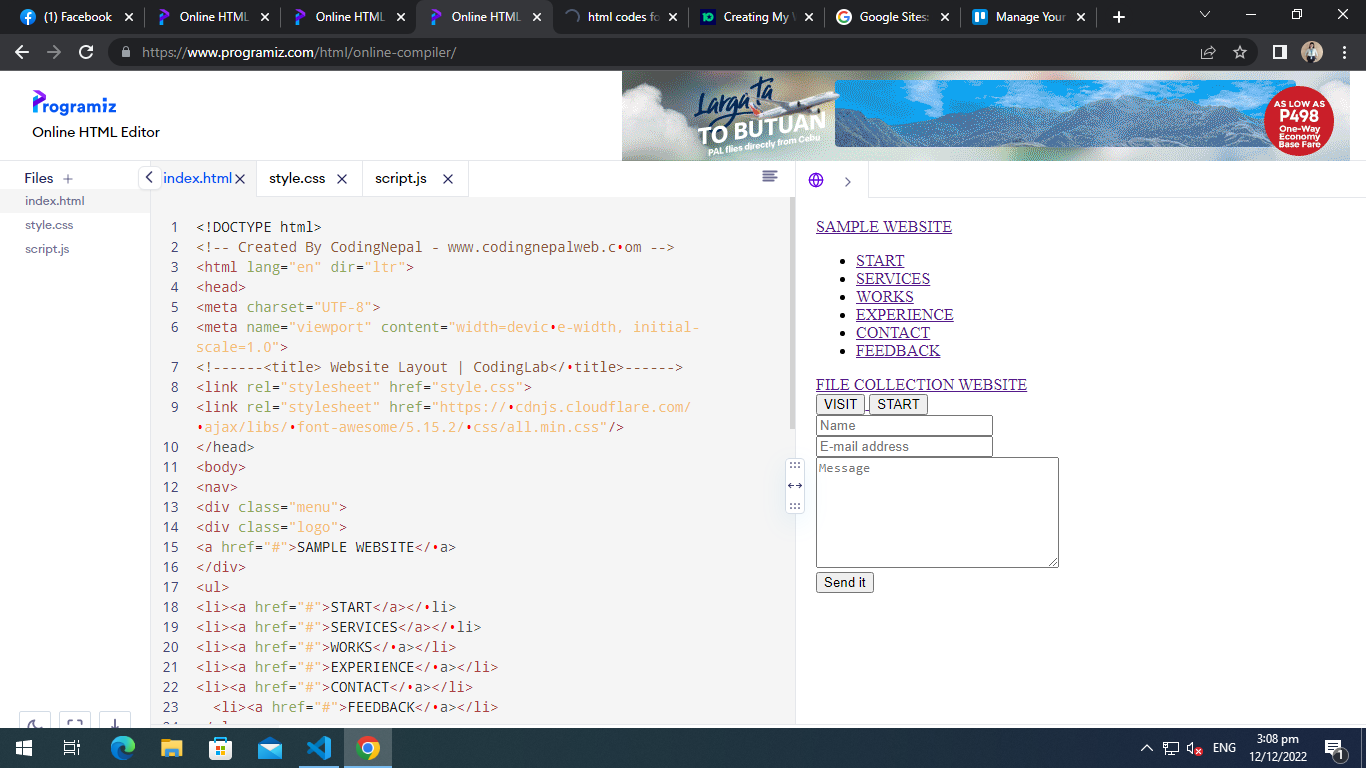 (1) Facebook
Online HTML
Online HTML
Online HTML
html codes fo
Creating My W
Google Sites:
Manage Your
https://www.programiz.com/html/online-compiler/
Programiz
Online HTML Editor
Larga ta
TO BUTUAN
PAL flies directly from Cebu
AS LOW AS
P498
One-Way
Economy
Base Fare
Files +
index.html
style.css
script.js
index.html
style.css
script.js
1 <!DOCTYPE html>
2 <!-- Created By CodingNepal - www.codingnepalweb.c•om -->
3 <html lang="en" dir="ltr">
4 <head>
5 <meta charset="UTF-8">
6 <meta name="viewport" content="width=devic•e-width, initial-
scale=1.0">
7 <!------<title> Website Layout | CodingLab</•title>------>
8 <link rel="stylesheet" href="style.css">
9 <link rel="stylesheet" href="https://•cdnjs.cloudflare.com/
•ajax/libs/•font-awesome/5.15.2/•css/all.min.css"/>
10 </head>
11 <body>
12 <nav>
13 <div class="menu">
14 <div class="logo">
15 <a href="#">SAMPLE WEBSITE</•a>
16 </div>
17 <ul>
18 <li><a href="#">START</a></•li>
19 <li><a href="#">SERVICES</a></•li>
20 <li><a href="#">WORKS</•a></li>
21 <li><a href="#">EXPERIENCE</•a></li>
22 <li><a href="#">CONTACT</•a></li>
23 <li><a href="#">FEEDBACK</•a></li>
SAMPLE WEBSITE
START
SERVICES
WORKS
EXPERIENCE
CONTACT
FEEDBACK
FILE COLLECTION WEBSITE
VISIT START
Name
E-mail address
Message
Send it
ENG
3:08 pm
12/12/2022
1